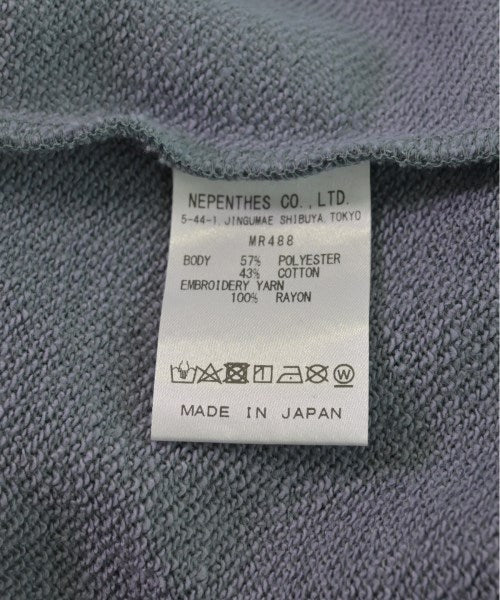 NEPENTHES CO.,LTD.
5-44-1, JINGUMAE SHIBUYA, TOKYO
MR488
BODY 57% POLYESTER
43% COTTON
EMBROIDERY YARN
100% RAYON
MADE IN JAPAN